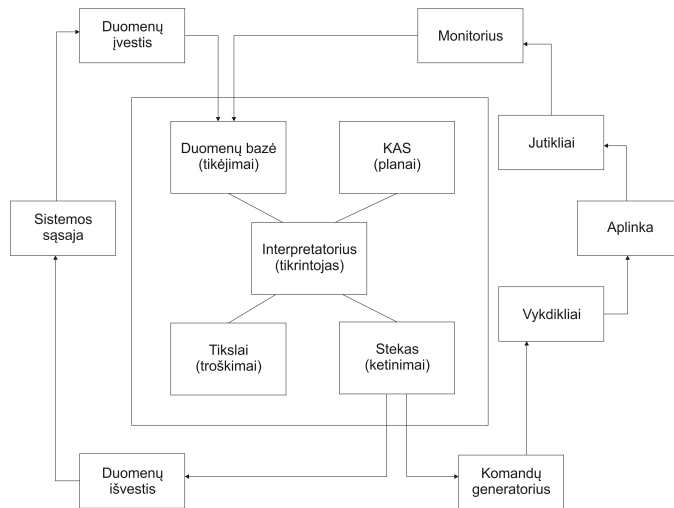 Duomenų
įvestis
Monitorius
Duomenų bazė
(tikėjimai)
KAS
(planai)
Jutikliai
Sistemos
sąsaja
Interpretatorius
(tikrintojas)
Aplinka
Vykdikliai
Tikslai
(troškimai)
Stekas
(ketinimai)
Duomenų
išvestis
Komandų
generatorius